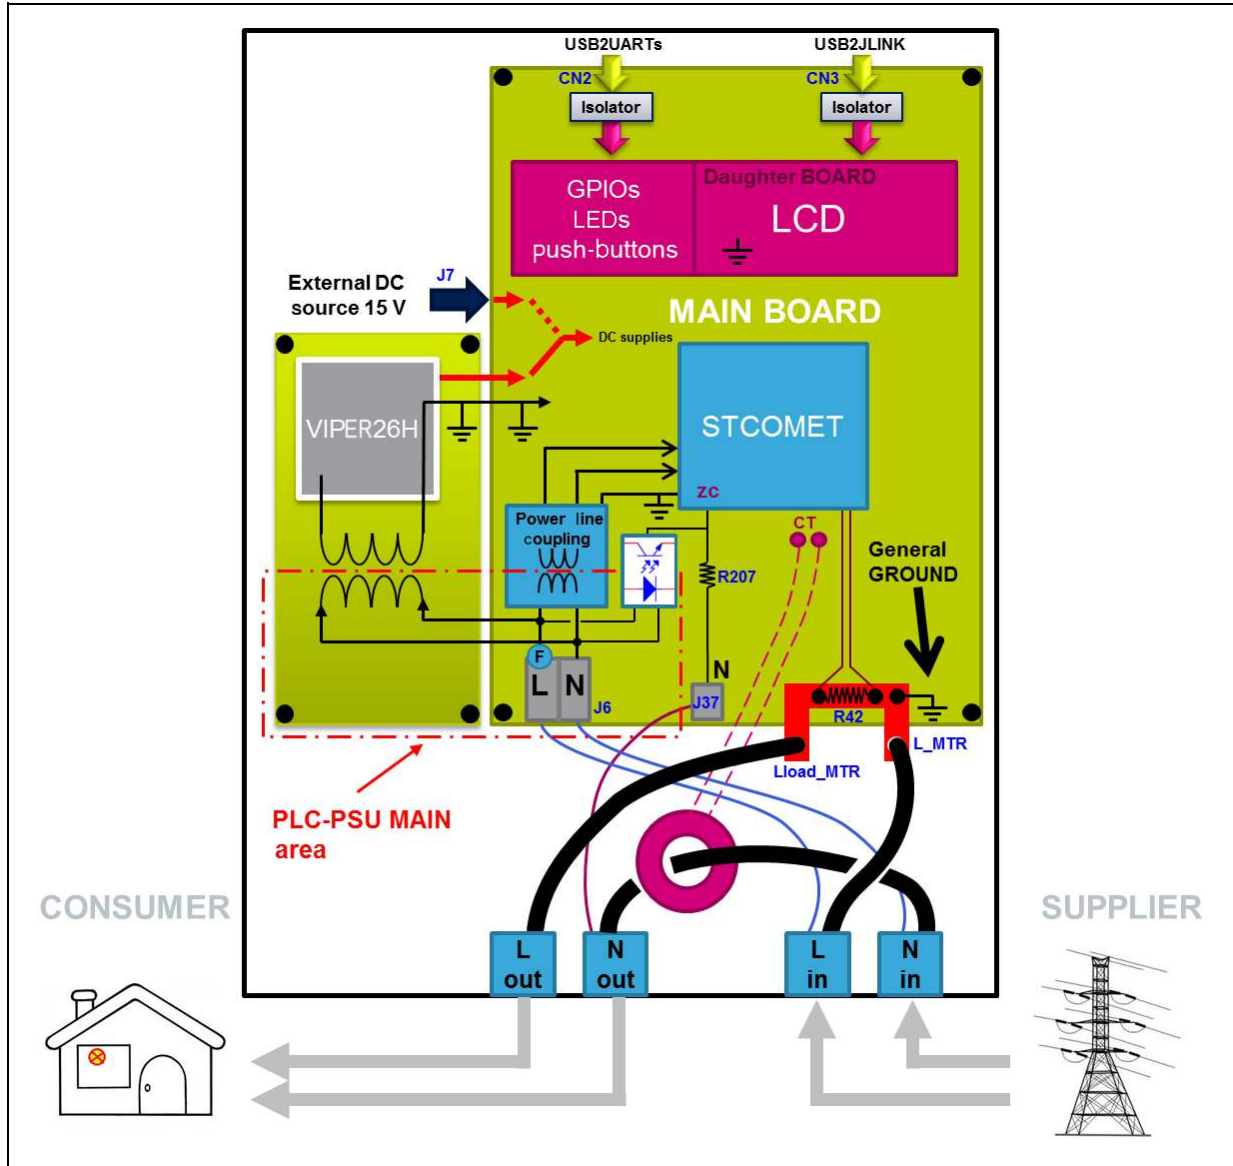 USB2UARTs
USB2JLINK
CN2
CN3
Isolator
Isolator
GPIOs
LEDs
push-buttons
Daughter BOARD
LCD
External DC
source 15 V
J7
MAIN BOARD
DC supplies
VIPER26H
STCOMET
ZC
Power line
coupling
CT
General
GROUND
R207
F
L
N
J6
N
J37
R42
L_MTR
Lload_MTR
PLC-PSU MAIN
area
CONSUMER
SUPPLIER
L
out
N
out
L
in
N
in